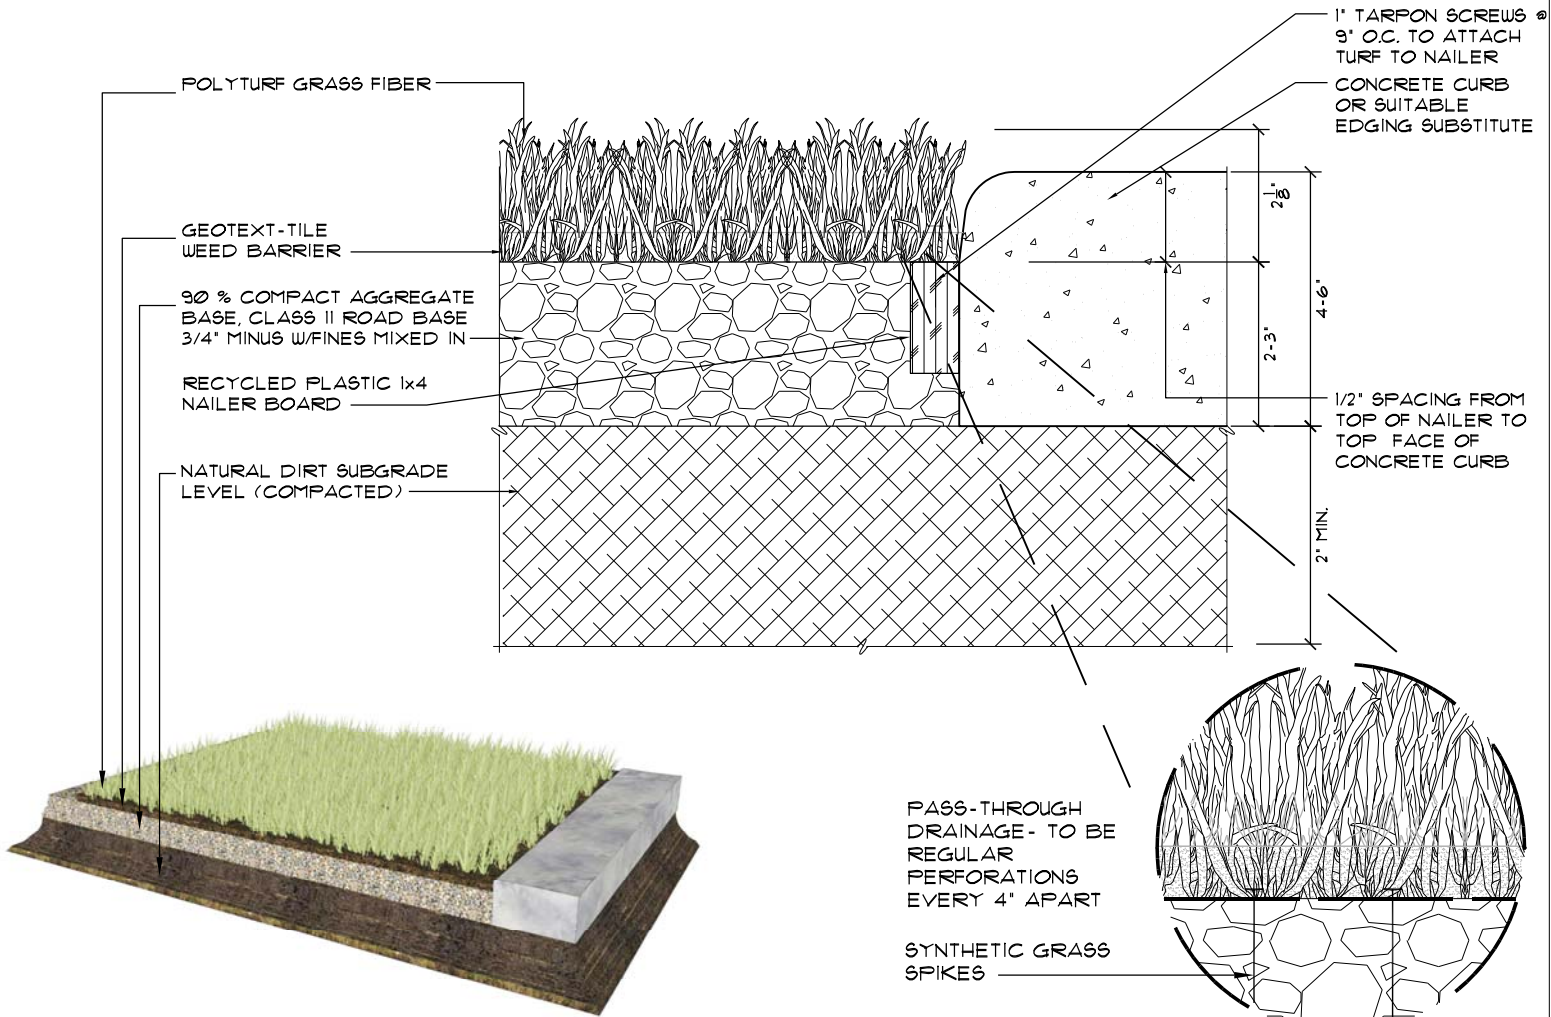 POLYTURF GRASS FIBER
GEOTEXT-TILE
WEED BARRIER
90 % COMPACT AGGREGATE
BASE, CLASS II ROAD BASE
3/4" MINUS W/FINES MIXED IN
RECYCLED PLASTIC 1x4
NAILER BOARD
NATURAL DIRT SUBGRADE
LEVEL (COMPACTED)
1" TARPON SCREWS @
9" O.C. TO ATTACH
TURF TO NAILER
CONCRETE CURB
OR SUITABLE
EDGING SUBSTITUTE
2 1/8"
4-6"
2-3"
1/2" SPACING FROM
TOP OF NAILER TO
TOP FACE OF
CONCRETE CURB
2" MIN.
PASS-THROUGH
DRAINAGE- TO BE
REGULAR
PERFORATIONS
EVERY 4" APART
SYNTHETIC GRASS
SPIKES